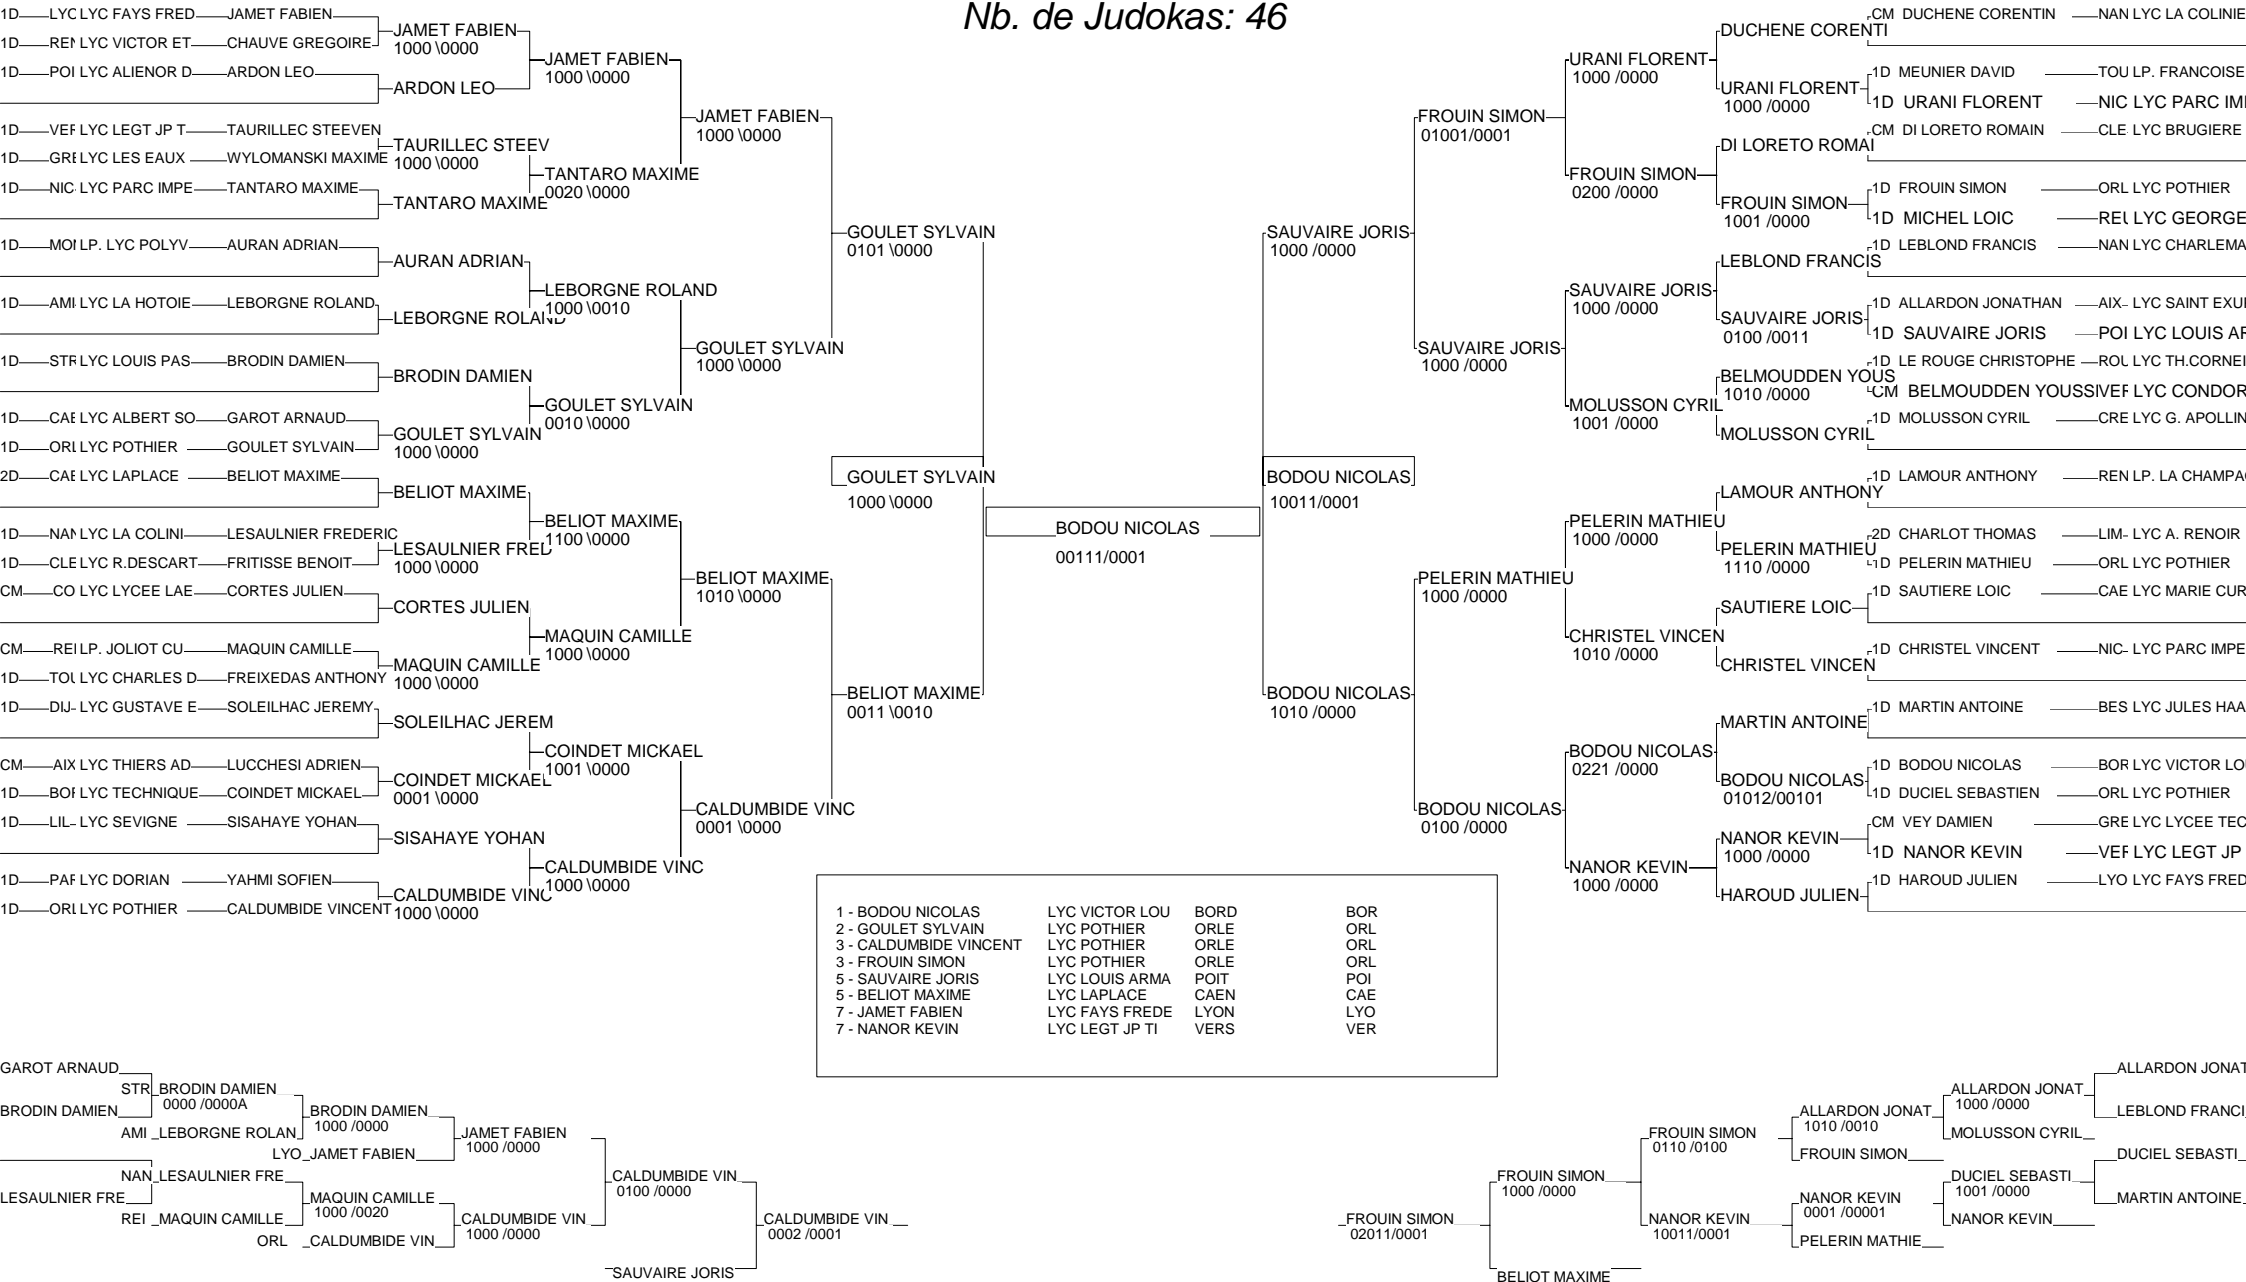 Nb. de Judokas: 46
1D LYC LYC FAYS FRED JAMET FABIEN
1D REN LYC VICTOR ET CHAUVE GREGOIRE
1D POI LYC ALIENOR D ARDON LEO
1D VER LYC LEGT JP T TAURILLEC STEEVEN
1D GRE LYC LES EAUX WYLOMANSKI MAXIME
1D NIC LYC PARC IMPE TANTARO MAXIME
1D MON LP. LYC POLYV AURAN ADRIAN
1D AMI LYC LA HOTOIE LEBORGNE ROLAND
1D STR LYC LOUIS PAS BRODIN DAMIEN
1D CAE LYC ALBERT SO GAROT ARNAUD
1D ORL LYC POTHIER GOULET SYLVAIN
2D CAE LYC LAPLACE BELIOT MAXIME
1D NAN LYC LA COLINI LESAULNIER FREDERIC
1D CLE LYC R.DESCART FRITISSE BENOIT
CM CO LYC LYCEE LAE CORTES JULIEN
CM REI LP. JOLIOT CU MAQUIN CAMILLE
1D TOU LYC CHARLES D FREIXEDAS ANTHONY
1D DIJ- LYC GUSTAVE E SOLEILHAC JEREMY
CM AIX LYC THIERS AD LUCCHESI ADRIEN
1D BOR LYC TECHNIQUE COINDET MICKAEL
1D LIL- LYC SEVIGNE SISAHAYE YOHAN
1D PAR LYC DORIAN YAHMI SOFIEN
1D ORL LYC POTHIER CALDUMBIDE VINCENT
JAMET FABIEN
1000 \0000
ARDON LEO
TAURILLEC STEEV
1000 \0000
TANTARO MAXIME
AURAN ADRIAN
LEBORGNE ROLAND
BRODIN DAMIEN
GOULET SYLVAIN
1000 \0000
BELIOT MAXIME
LESAULNIER FRED
1000 \0000
CORTES JULIEN
MAQUIN CAMILLE
1000 \0000
SOLEILHAC JEREM
COINDET MICKAEL
0001 \0000
SISAHAYE YOHAN
CALDUMBIDE VINC
1000 \0000
JAMET FABIEN
1000 \0000
TANTARO MAXIME
0020 \0000
LEBORGNE ROLAND
1000 \0010
GOULET SYLVAIN
0010 \0000
BELIOT MAXIME
1100 \0000
MAQUIN CAMILLE
1000 \0000
COINDET MICKAEL
1001 \0000
CALDUMBIDE VINC
1000 \0000
JAMET FABIEN
1000 \0000
GOULET SYLVAIN
1000 \0000
BELIOT MAXIME
1010 \0000
CALDUMBIDE VINC
0001 \0000
GOULET SYLVAIN
0101 \0000
BELIOT MAXIME
0011 \0010
GOULET SYLVAIN
1000 \0000
BODOU NICOLAS
00111/0001
BODOU NICOLAS
10011/0001
SAUVAIRE JORIS
1000 /0000
BODOU NICOLAS
1010 /0000
FROUIN SIMON
01001/0001
SAUVAIRE JORIS
1000 /0000
PELERIN MATHIEU
1000 /0000
BODOU NICOLAS
0100 /0000
URANI FLORENT
1000 /0000
FROUIN SIMON
0200 /0000
SAUVAIRE JORIS
1000 /0000
MOLUSSON CYRIL
1001 /0000
PELERIN MATHIEU
1000 /0000
CHRISTEL VINCEN
1010 /0000
BODOU NICOLAS
0221 /0000
NANOR KEVIN
1000 /0000
DUCHENE CORENTI
URANI FLORENT
1000 /0000
DI LORETO ROMAI
FROUIN SIMON
1001 /0000
LEBLOND FRANCIS
SAUVAIRE JORIS
0100 /0011
BELMOUDDEN YOUS
1010 /0000
MOLUSSON CYRIL
LAMOUR ANTHONY
PELERIN MATHIEU
1110 /0000
SAUTIERE LOIC
CHRISTEL VINCEN
MARTIN ANTOINE
BODOU NICOLAS
01012/00101
NANOR KEVIN
1000 /0000
HAROUD JULIEN
CM DUCHENE CORENTIN NAN LYC LA COLINIE
1D MEUNIER DAVID TOU LP. FRANCOISE
1D URANI FLORENT NIC LYC PARC IM
CM DI LORETO ROMAIN CLE LYC BRUGIERE
1D FROUIN SIMON ORL LYC POTHIER
1D MICHEL LOIC REU LYC GEORGE
1D LEBLOND FRANCIS NAN LYC CHARLEMA
1D ALLARDON JONATHAN AIX- LYC SAINT EXU
1D SAUVAIRE JORIS POI LYC LOUIS AR
1D LE ROUGE CHRISTOPHE ROU LYC TH.CORNEI
CM BELMOUDDEN YOUSSI VER LYC CONDOR
1D MOLUSSON CYRIL CRE LYC G. APOLLIN
1D LAMOUR ANTHONY REN LP. LA CHAMPA
2D CHARLOT THOMAS LIM- LYC A. RENOIR
1D PELERIN MATHIEU ORL LYC POTHIER
1D SAUTIERE LOIC CAE LYC MARIE CUR
1D CHRISTEL VINCENT NIC- LYC PARC IMPE
1D MARTIN ANTOINE BES LYC JULES HAA
1D BODOU NICOLAS BOR LYC VICTOR LOU
1D DUCIEL SEBASTIEN ORL LYC POTHIER
CM VEY DAMIEN GRE LYC LYCEE TEC
1D NANOR KEVIN VER LYC LEGT JP
1D HAROUD JULIEN LYO LYC FAYS FRED
1 - BODOU NICOLAS LYC VICTOR LOU BORD BOR
2 - GOULET SYLVAIN LYC POTHIER ORLE ORL
3 - CALDUMBIDE VINCENT LYC POTHIER ORLE ORL
3 - FROUIN SIMON LYC POTHIER ORLE ORL
5 - SAUVAIRE JORIS LYC LOUIS ARMA POIT POI
5 - BELIOT MAXIME LYC LAPLACE CAEN CAE
7 - JAMET FABIEN LYC FAYS FREDE LYON LYO
7 - NANOR KEVIN LYC LEGT JP TI VERS VER
GAROT ARNAUD
BRODIN DAMIEN
LESAULNIER FRE
STR BRODIN DAMIEN
0000 /0000A
AMI LEBORGNE ROLAN
NAN LESAULNIER FRE
REI MAQUIN CAMILLE
BRODIN DAMIEN
1000 /0000
LYO JAMET FABIEN
MAQUIN CAMILLE
1000 /0020
ORL CALDUMBIDE VIN
JAMET FABIEN
1000 /0000
CALDUMBIDE VIN
1000 /0000
CALDUMBIDE VIN
0100 /0000
SAUVAIRE JORIS
CALDUMBIDE VIN
0002 /0001
FROUIN SIMON
02011/0001
FROUIN SIMON
1000 /0000
BELIOT MAXIME
FROUIN SIMON
0110 /0100
NANOR KEVIN
10011/0001
ALLARDON JONAT
1010 /0010
FROUIN SIMON
NANOR KEVIN
0001 /00001
PELERIN MATHIE
ALLARDON JONAT
1000 /0000
MOLUSSON CYRIL
DUCIEL SEBASTI
1001 /0000
NANOR KEVIN
ALLARDON JONAT
LEBLOND FRANCI
DUCIEL SEBASTI
MARTIN ANTOINE